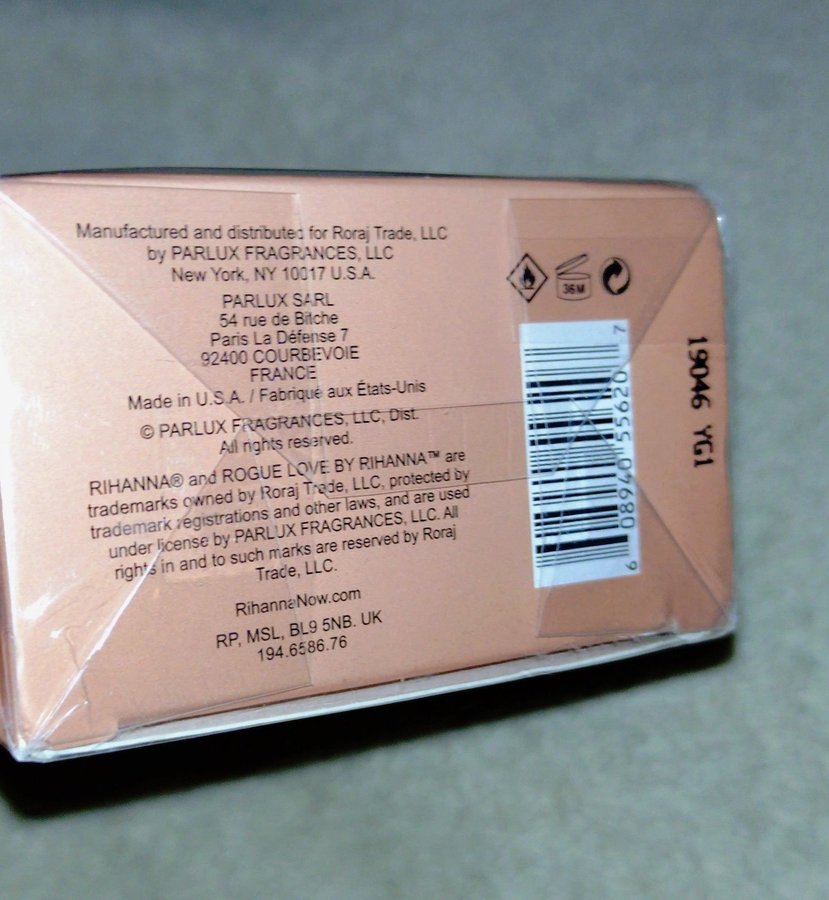 Manufactured and distributed for Roraj Trade, LLC
by PARLUX FRAGRANCES, LLC
New York, NY 10017 U.S.A.
PARLUX SARL
54 rue de Bitche
Paris La Défense 7
92400 COURBEVOIE
FRANCE
Made in U.S.A. / Fabriqué aux États-Unis
© PARLUX FRAGRANCES, LLC, Dist.
All rights reserved.
RIHANNA® and ROGUE LOVE BY RIHANNA™ are
trademarks owned by Roraj Trade, LLC, protected by
trademark registrations and other laws, and are used
under license by PARLUX FRAGRANCES, LLC. All
rights in and to such marks are reserved by Roraj
Trade, LLC.
RihannaNow.com
RP, MSL, BL9 5NB. UK
194.6586.76
36M
6 08940 55620 7
19046 YG1